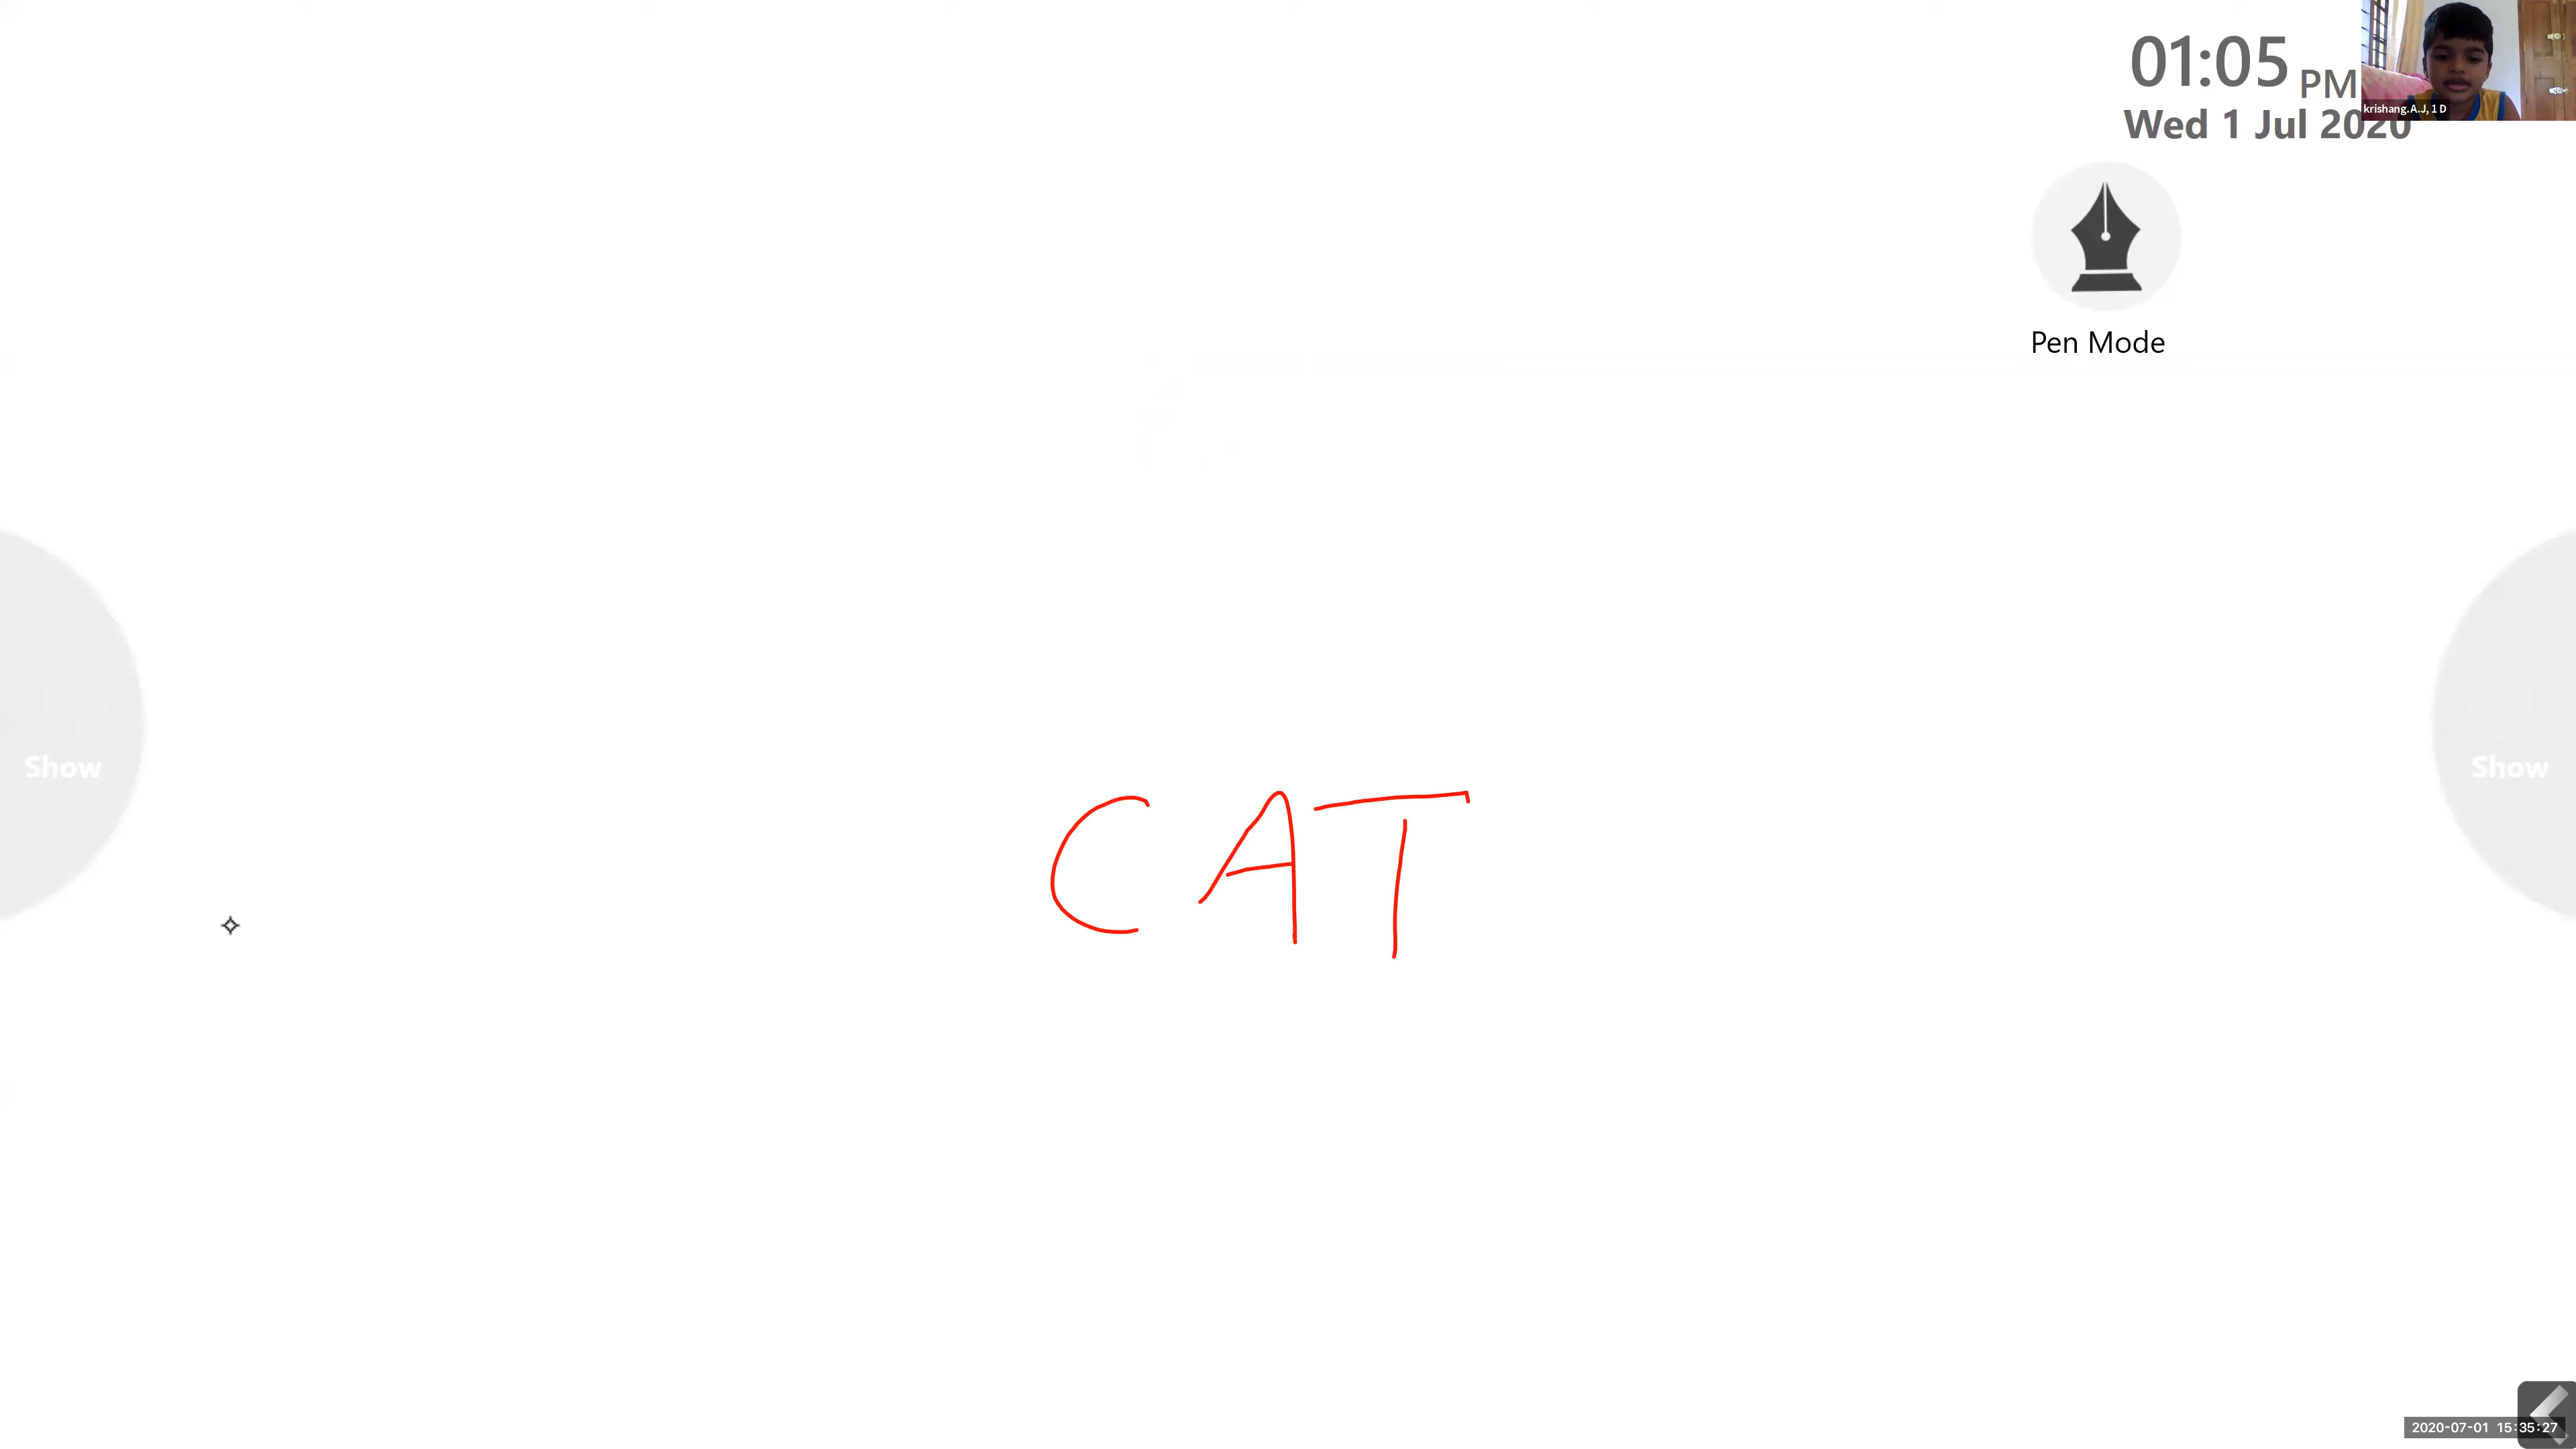 01:05 PM
krishang.A.J, 1 D
Wed 1 Jul 2020
Pen Mode
Show
Show
CAT
2020-07-01 15:35:27